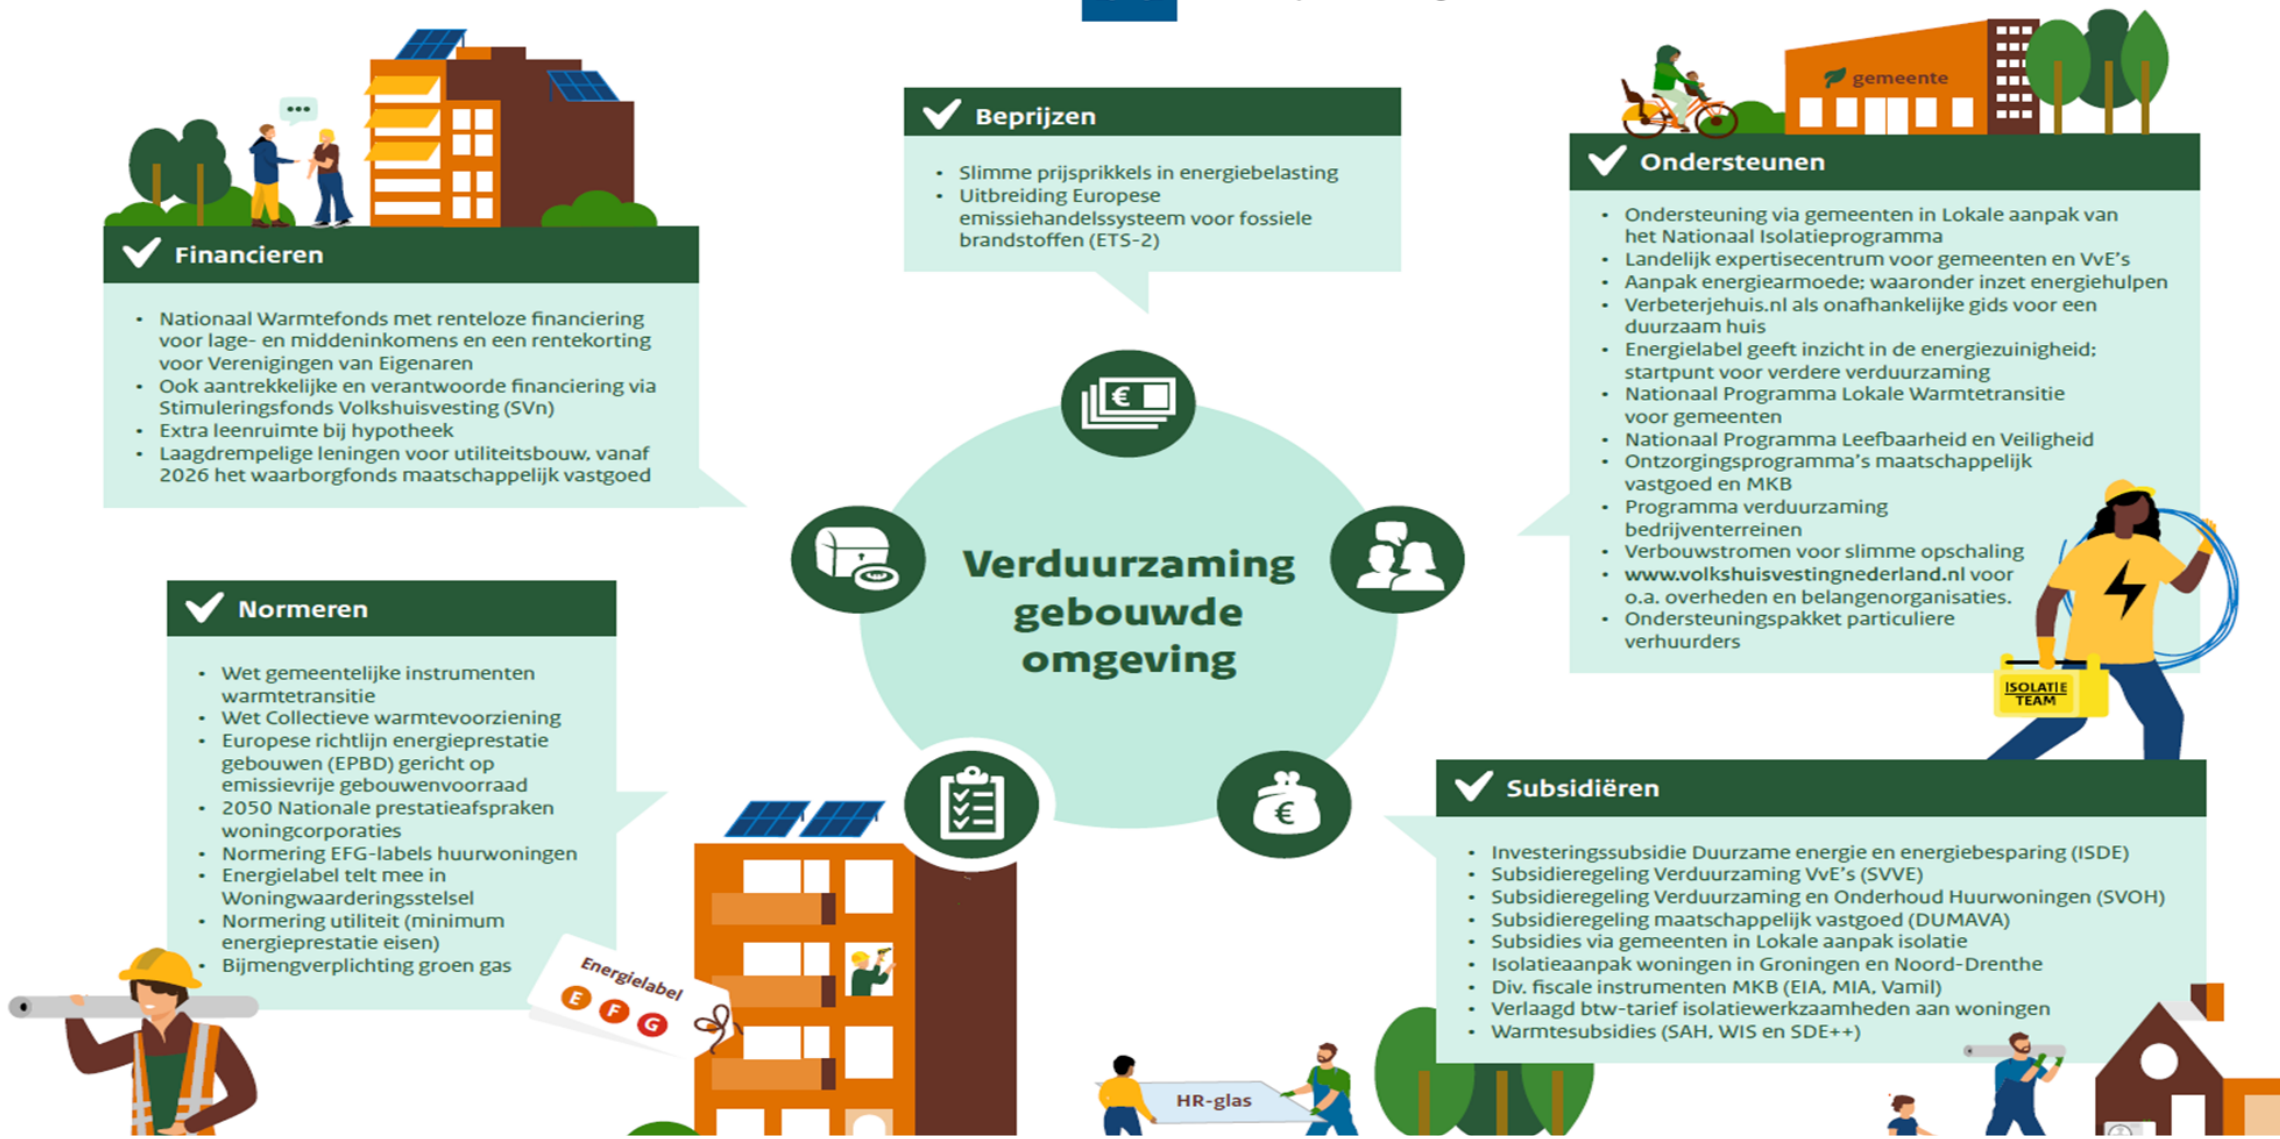 gemeente
Beprijzen
• Slimme prijsprikkels in energiebelasting
• Uitbreiding Europese
emissiehandelssysteem voor fossiele
brandstoffen (ETS-2)
Financieren
• Nationaal Warmtefonds met renteloze financiering
voor lage- en middeninkomens en een rentekorting
voor Verenigingen van Eigenaren
• Ook aantrekkelijke en verantwoorde financiering via
Stimuleringsfonds Volkshuisvesting (SVn)
• Extra leenruimte bij hypotheek
• Laagdrempelige leningen voor utiliteitsbouw, vanaf
2026 het waarborgfonds maatschappelijk vastgoed
Ondersteunen
• Ondersteuning via gemeenten in Lokale aanpak van
het Nationaal Isolatieprogramma
• Landelijk expertisecentrum voor gemeenten en VvE's
• Aanpak energiearmoede; waaronder inzet energiehulpen
• Verbeterjehuis.nl als onafhankelijke gids voor een
duurzaam huis
• Energielabel geeft inzicht in de energiezuinigheid;
startpunt voor verdere verduurzaming
• Nationaal Programma Lokale Warmtetransitie
voor gemeenten
• Nationaal Programma Leefbaarheid en Veiligheid
• Ontzorgingsprogramma's maatschappelijk
vastgoed en MKB
• Programma verduurzaming
bedrijventerreinen
• Verbouwstromen voor slimme opschaling
• www.volkshuisvestingnederland.nl voor
o.a. overheden en belangenorganisaties.
• Ondersteuningspakket particuliere
verhuurders
ISOLATIE
TEAM
€
Verduurzaming
gebouwde
omgeving
€
Normeren
• Wet gemeentelijke instrumenten
warmtetransitie
• Wet Collectieve warmtevoorziening
• Europese richtlijn energieprestatie
gebouwen (EPBD) gericht op
emissievrije gebouwenvoorraad
• 2050 Nationale prestatieafspraken
woningcorporaties
• Normering EFG-labels huurwoningen
• Energielabel telt mee in
Woningwaarderingsstelsel
• Normering utiliteit (minimum
energieprestatie eisen)
• Bijmengverplichting groen gas
Energielabel
E F G
Subsidiëren
• Investeringssubsidie Duurzame energie en energiebesparing (ISDE)
• Subsidieregeling Verduurzaming VvE's (SVVE)
• Subsidieregeling Verduurzaming en Onderhoud Huurwoningen (SVOH)
• Subsidieregeling maatschappelijk vastgoed (DUMAVA)
• Subsidies via gemeenten in Lokale aanpak isolatie
• Isolatieaanpak woningen in Groningen en Noord-Drenthe
• Div. fiscale instrumenten MKB (EIA, MIA, Vamil)
• Verlaagd btw-tarief isolatiewerkzaamheden aan woningen
• Warmtesubsidies (SAH, WIS en SDE++)
HR-glas